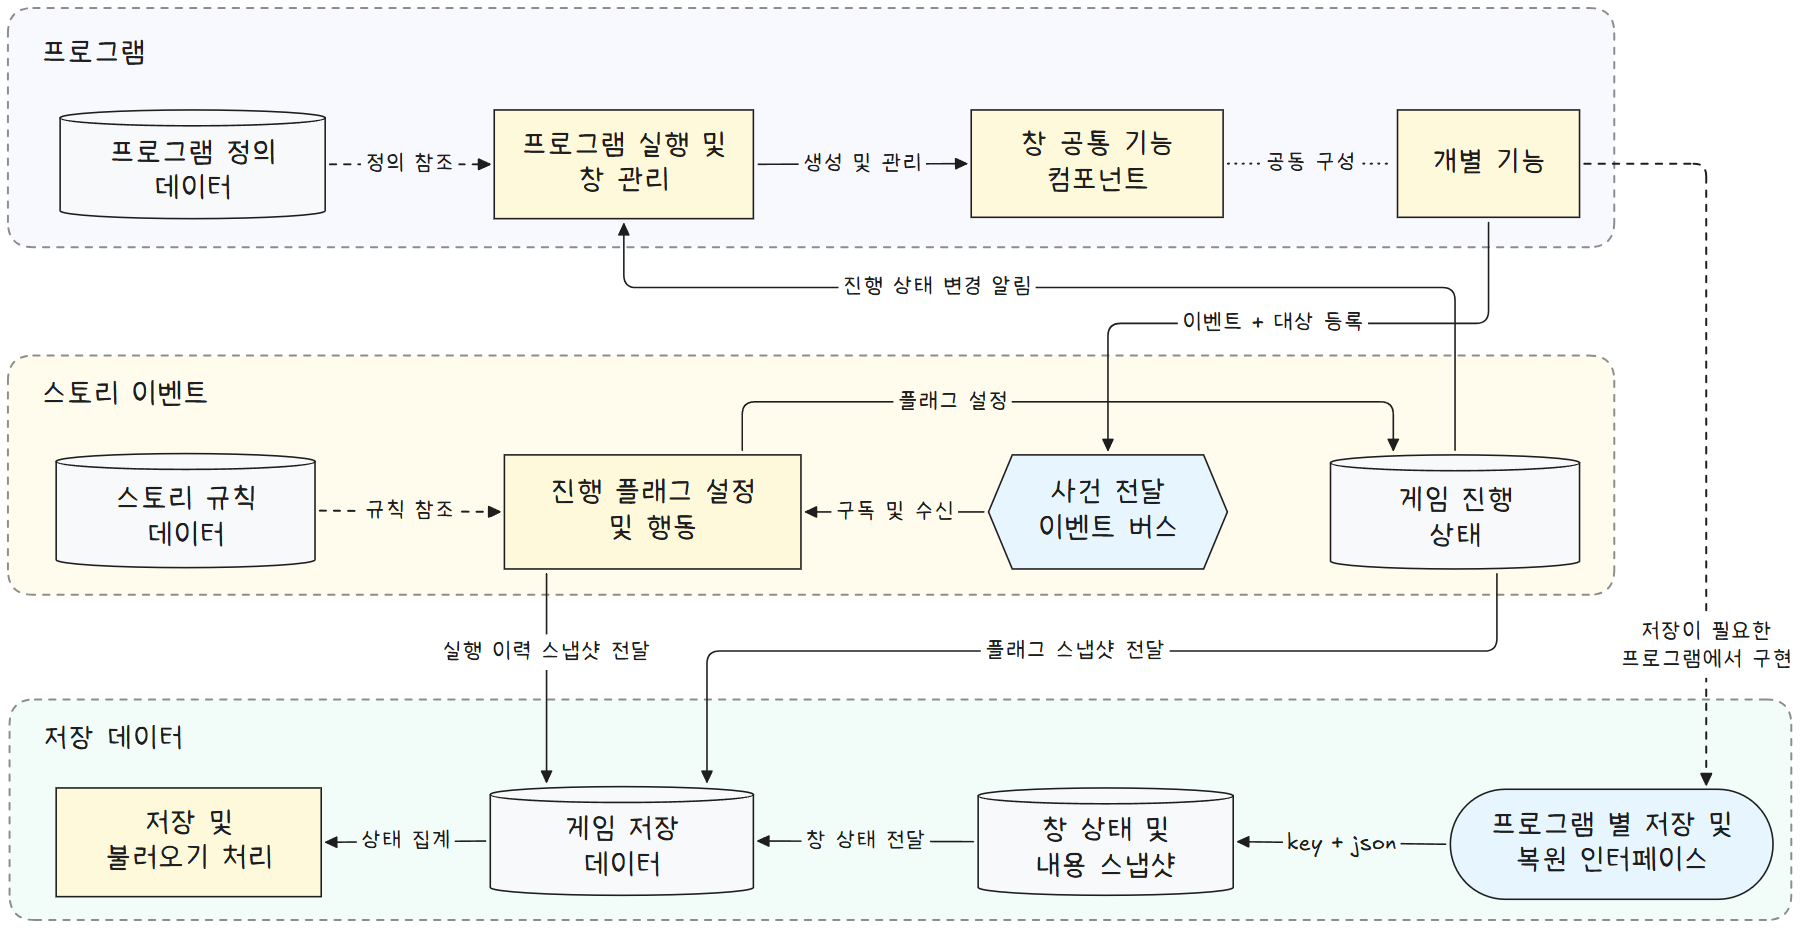 프로그램
프로그램 정의
데이터
정의 참조
프로그램 실행 및
창 관리
생성 및 관리
창 공통 기능
컴포넌트
공동 구성
개별 기능
진행 상태 변경 알림
이벤트 + 대상 등록
스토리 이벤트
플래그 설정
스토리 규칙
데이터
규칙 참조
진행 플래그 설정
및 행동
구독 및 수신
사건 전달
이벤트 버스
게임 진행
상태
저장이 필요한
프로그램에서 구현
실행 이력 스냅샷 전달
플래그 스냅샷 전달
저장 데이터
저장 및
불러오기 처리
상태 집계
게임 저장
데이터
창 상태 전달
창 상태 및
내용 스냅샷
key + json
프로그램 별 저장 및
복원 인터페이스